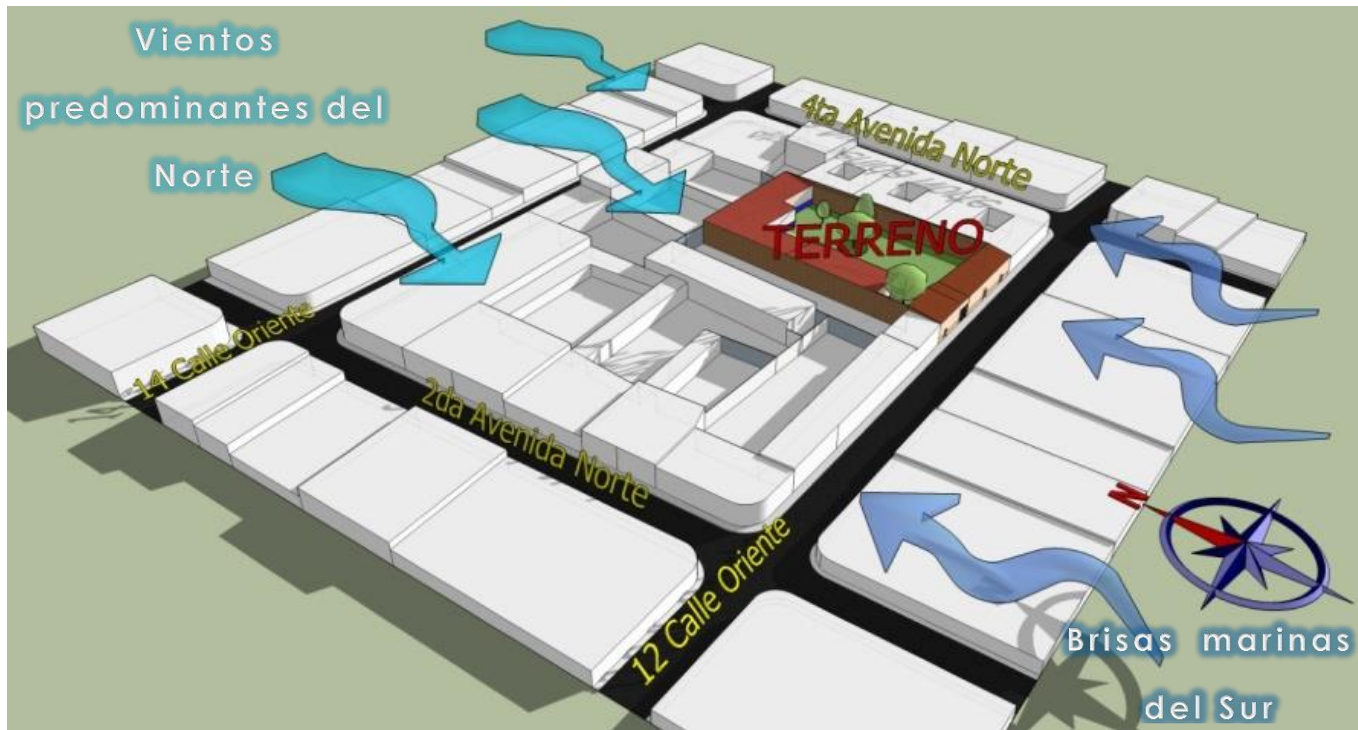 Vientos
predominantes del
Norte
4ta Avenida Norte
TERRENO
14 Calle Oriente
2da Avenida Norte
12 Calle Oriente
N
Brisas marinas
del Sur